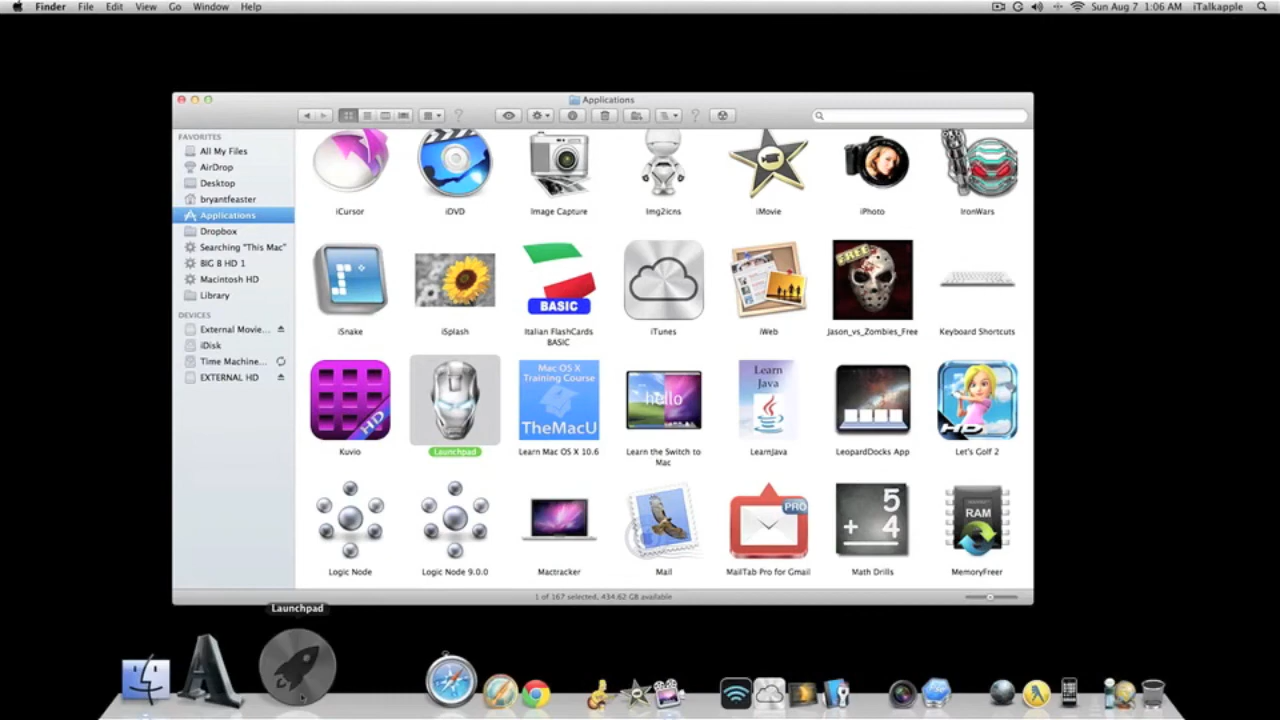 Finder File Edit View Go Window Help
Sun Aug 7 1:06 AM iTalkapple
Applications
FAVORITES
All My Files
AirDrop
Desktop
bryantfeaster
Applications
Dropbox
Searching "This Mac"
BIG B HD 1
Macintosh HD
Library
DEVICES
External Movie...
iDisk
Time Machine...
EXTERNAL HD
iCursor iDVD Image Capture Img2icns iMovie iPhoto IronWars
FREE
BASIC
iSnake iSplash Italian FlashCards BASIC iTunes iWeb Jason_vs_Zombies_Free Keyboard Shortcuts
HD
Mac OS X
Training Course
TheMacU
hello
Learn
Java
HD
Kuvio Launchpad Learn Mac OS X 10.6 Learn the Switch to Mac LearnJava LeopardDocks App Let's Golf 2
PRO
5
+ 4
RAM
Logic Node Logic Node 9.0.0 Mactracker Mail MailTab Pro for Gmail Math Drills MemoryFreer
1 of 167 selected, 434.62 GB available
Launchpad